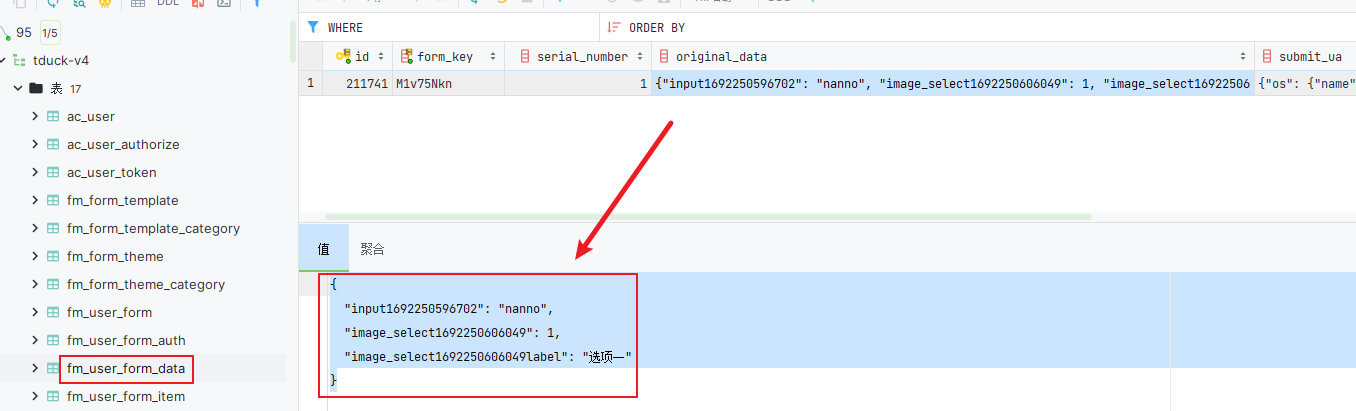 DDL
WHERE
ORDER BY
95 1/5
tduck-v4
表 17
ac_user
ac_user_authorize
ac_user_token
fm_form_template
fm_form_template_category
fm_form_theme
fm_form_theme_category
fm_user_form
fm_user_form_auth
fm_user_form_data
fm_user_form_item
id form_key serial_number original_data submit_ua
1 211741 M1v75Nkn 1 {"input1692250596702": "nanno", "image_select1692250606049": 1, "image_select16922506 {"os": {"name"
值 聚合
{
"input1692250596702": "nanno",
"image_select1692250606049": 1,
"image_select1692250606049label": "选项一"
}